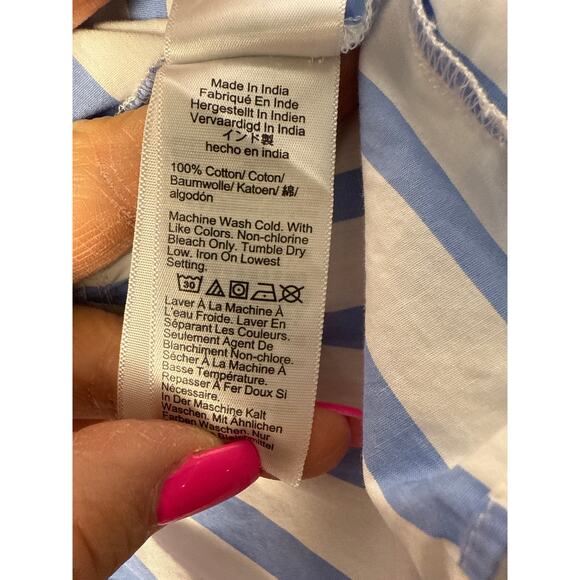 Made In India
Fabriqué En Inde
Hergestellt In Indien
Vervaardigd In India
インド製
hecho en india
100% Cotton/ Coton/
Baumwolle/ Katoen/ 綿/
algodón
Machine Wash Cold. With
Like Colors. Non-chlorine
Bleach Only. Tumble Dry
Low. Iron On Lowest
Setting.
30
Laver À La Machine À
L'eau Froide. Laver En
Séparant Les Couleurs.
Seulement Agent De
Blanchiment Non-chlore.
Sécher À La Machine À
Basse Température.
Repasser À Fer Doux Si
Nécessaire.
In Der Maschine Kalt
Waschen. Mit Ähnlichen
Farben Waschen. Nur